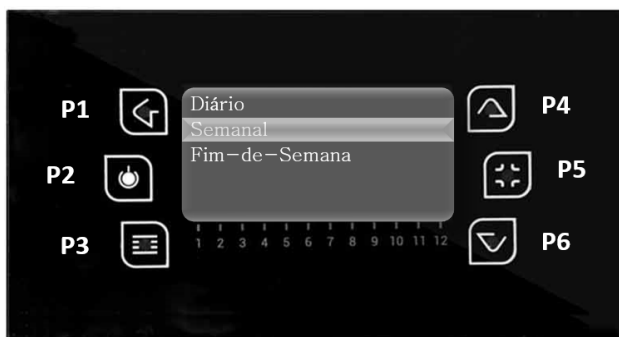 P1
P2
P3
Diário
Semanal
Fim-de-Semana
1 2 3 4 5 6 7 8 9 10 11 12
P4
P5
P6